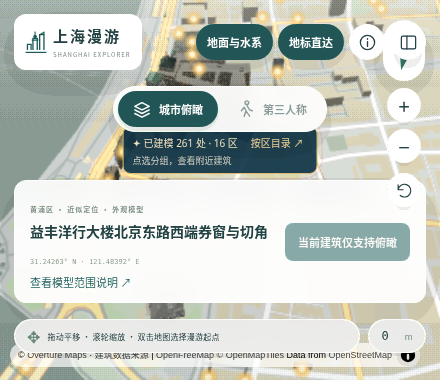 上海漫游
SHANGHAI EXPLORER
地面与水系
地标直达
城市俯瞰
第三人称
✦ 已建模 261 处 · 16 区 按区目录 ↗
点选分组，查看附近建筑
黄浦区 · 近似定位 · 外观模型
益丰洋行大楼北京东路西端券窗与沙角
31.24263° N · 121.48392° E
查看模型范围说明 ↗
当前建筑仅支持俯瞰
拖动平移 · 滚轮缩放 · 双击地图选择漫游起点
0 m
© Overture Maps · 建筑数据来源 | OpenFreeMap © OpenMapTiles Data from OpenStreetMap